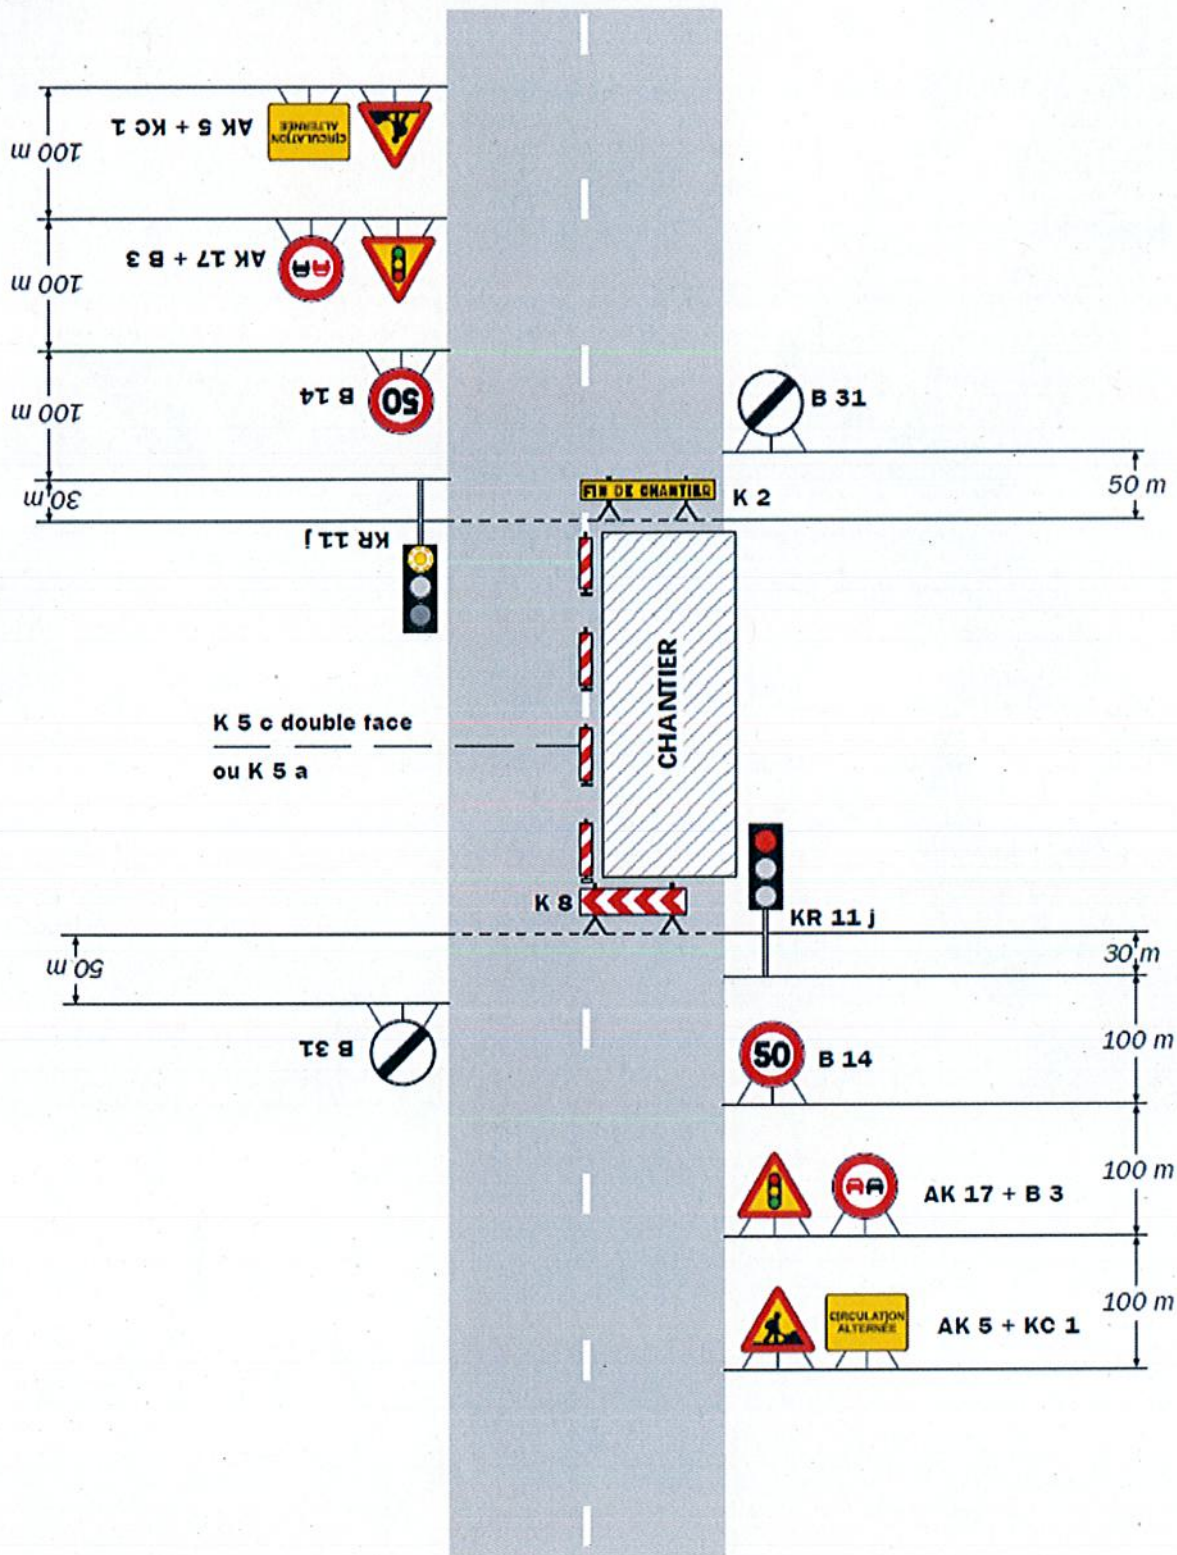 100 m
AK 5 + KC 1
CIRCULATION
ALTERNÉE
100 m
AK 17 + B 3
100 m
B 14
50
B 31
30 m
FIN DE CHANTIER
K 2
50 m
KR 11 j
CHANTIER
K 5 c double face
ou K 5 a
K 8
KR 11 j
50 m
30 m
B 31
50
B 14
100 m
AK 17 + B 3
100 m
CIRCULATION
ALTERNÉE
AK 5 + KC 1
100 m